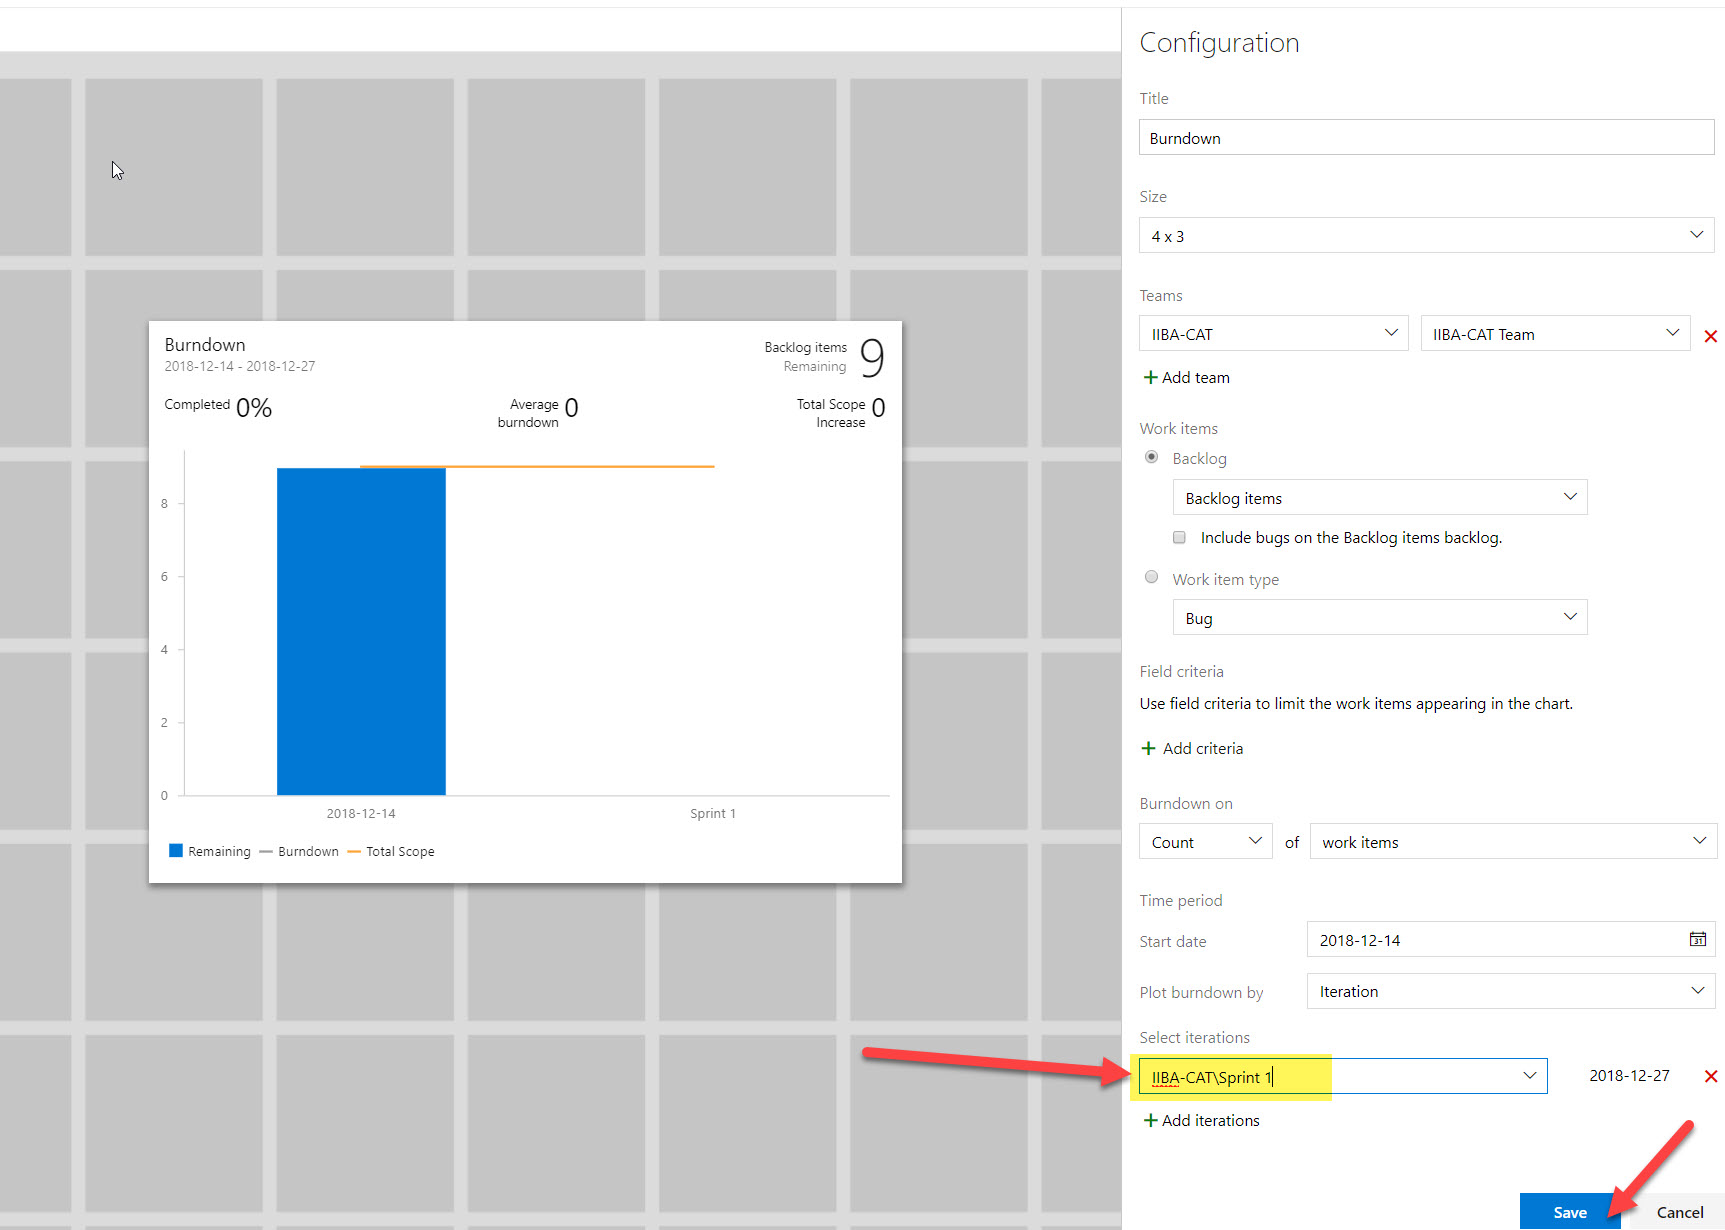 Configuration
Title
Burndown
Size
4 x 3
Teams
IIBA-CAT
IIBA-CAT Team
Add team
Work items
Backlog
Backlog items
Include bugs on the Backlog items backlog.
Work item type
Bug
Field criteria
Use field criteria to limit the work items appearing in the chart.
Add criteria
Burndown on
Count of work items
Time period
Start date 2018-12-14 31
Plot burndown by Iteration
Select iterations
IIBA-CAT\Sprint 1 2018-12-27
Add iterations
Save Cancel
Burndown
2018-12-14 - 2018-12-27
Backlog items
Remaining
9
Completed 0%
Average
burndown
0
Total Scope
Increase
0
8
6
4
2
0
2018-12-14 Sprint 1
Remaining Burndown Total Scope